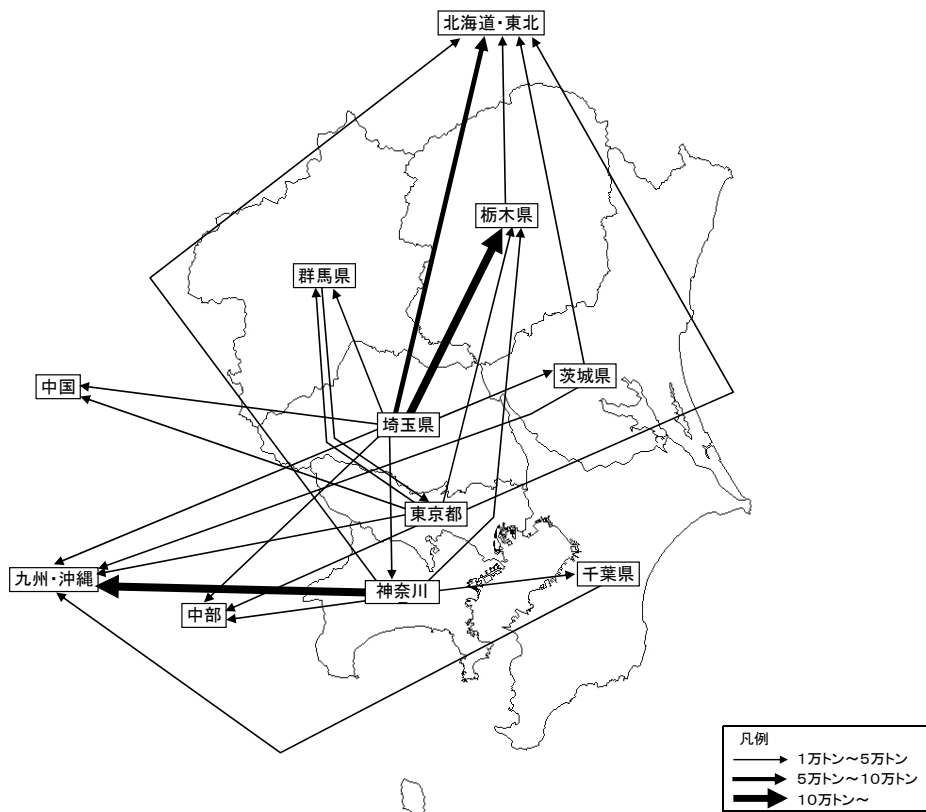 北海道・東北
栃木県
群馬県
茨城県
中国
埼玉県
東京都
九州・沖縄
千葉県
神奈川
中部
凡例
1万トン～5万トン
5万トン～10万トン
10万トン～